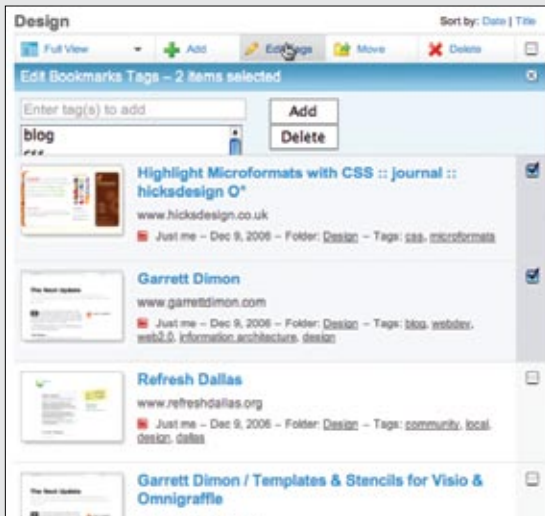 Design Sort by: Date | Title
Full View Add Edit Tags Move Delete
Edit Bookmarks Tags – 2 items selected
Enter tag(s) to add Add
blog Delete
css
Highlight Microformats with CSS :: journal ::
hicksdesign O*
www.hicksdesign.co.uk
Just me – Dec 9, 2006 – Folder: Design – Tags: css, microformats
Garrett Dimon
www.garrettdimon.com
Just me – Dec 9, 2006 – Folder: Design – Tags: blog, webdev,
web2.0, information architecture, design
Refresh Dallas
www.refreshdallas.org
Just me – Dec 9, 2006 – Folder: Design – Tags: community, local,
design, dallas
Garrett Dimon / Templates & Stencils for Visio &
Omnigraffle